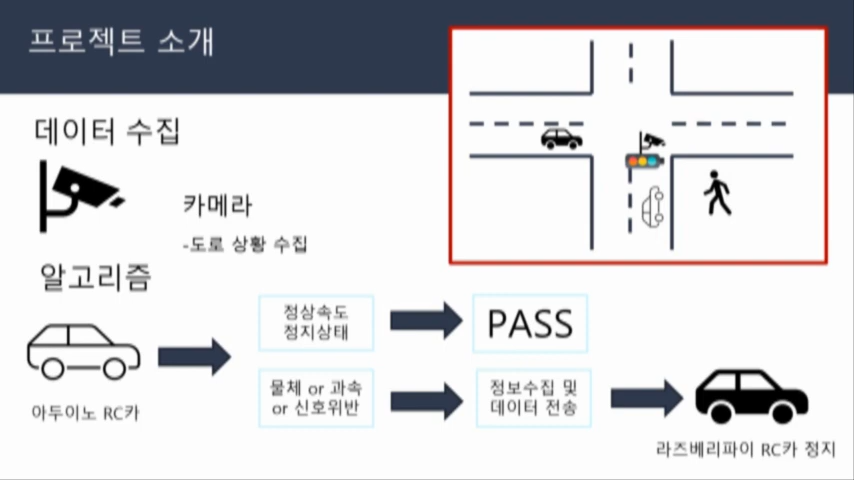 프로젝트 소개
데이터 수집
카메라
-도로 상황 수집
알고리즘
정상속도
정지상태
PASS
물체 or 과속
or 신호위반
정보수집 및
데이터 전송
아두이노 RC카
라즈베리파이 RC카 정지